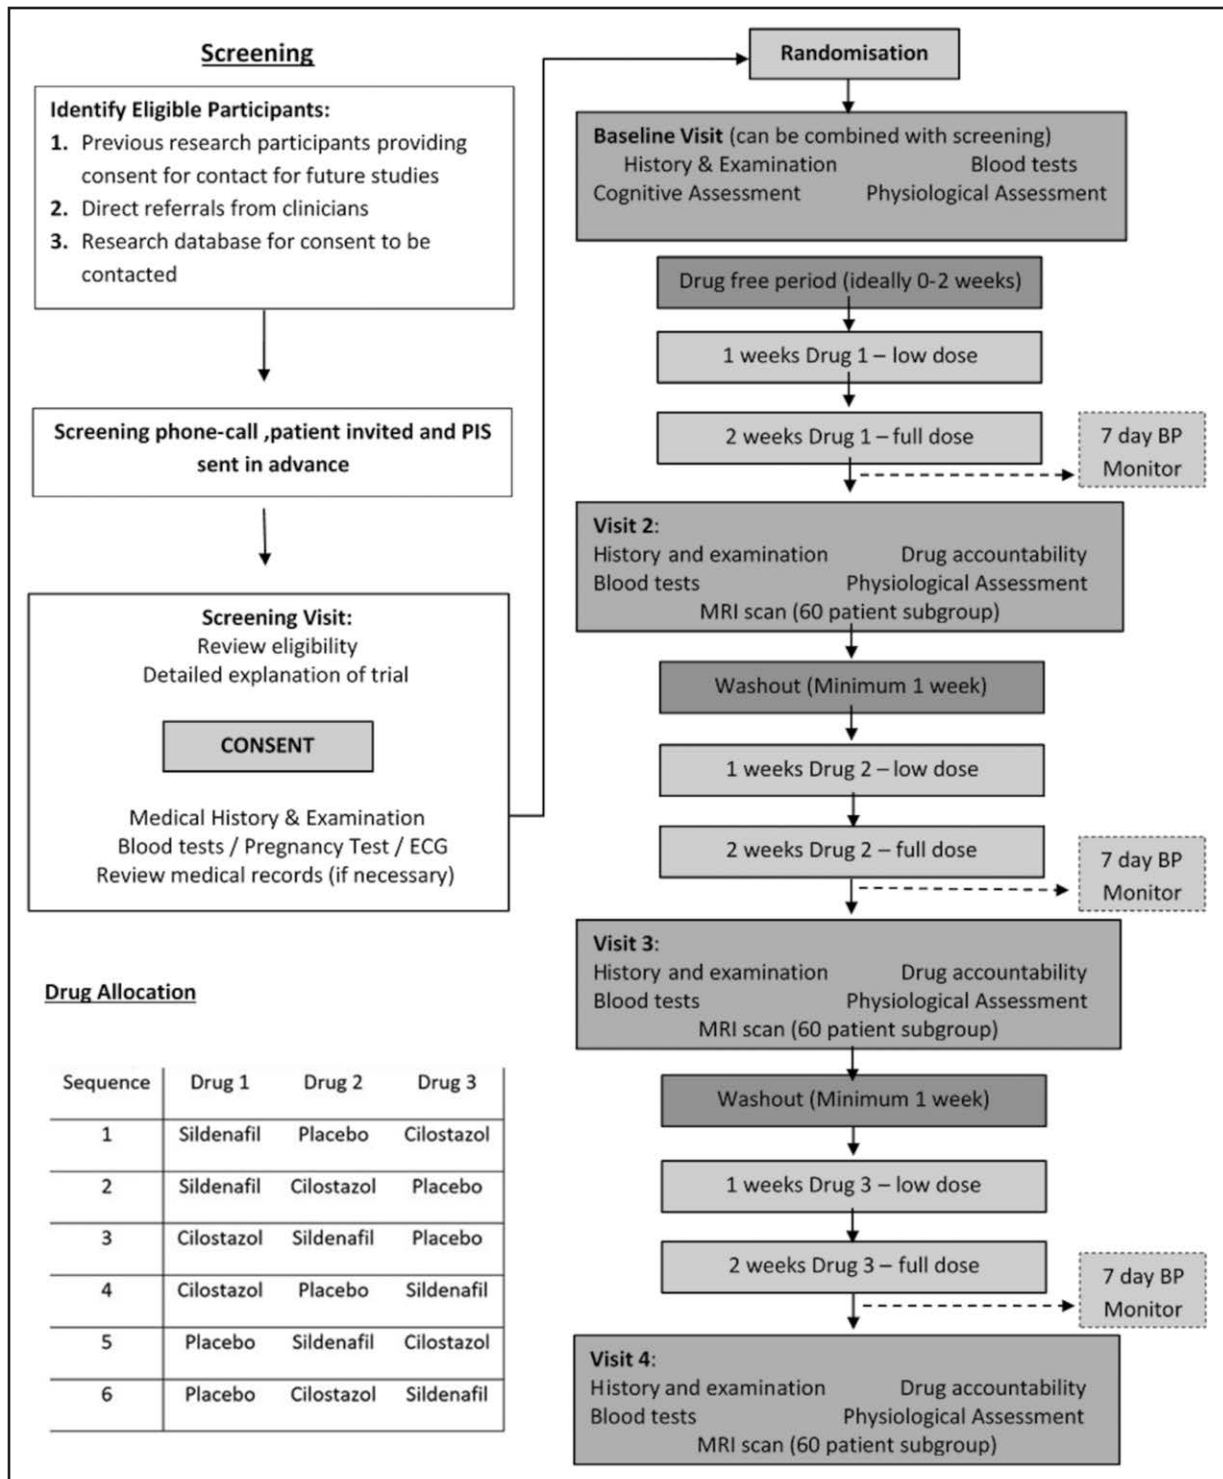 Screening
Identify Eligible Participants:
1. Previous research participants providing
consent for contact for future studies
2. Direct referrals from clinicians
3. Research database for consent to be
contacted
Screening phone-call ,patient invited and PIS
sent in advance
Screening Visit:
Review eligibility
Detailed explanation of trial
CONSENT
Medical History & Examination
Blood tests / Pregnancy Test / ECG
Review medical records (if necessary)
Drug Allocation
Sequence Drug 1 Drug 2 Drug 3
1 Sildenafil Placebo Cilostazol
2 Sildenafil Cilostazol Placebo
3 Cilostazol Sildenafil Placebo
4 Cilostazol Placebo Sildenafil
5 Placebo Sildenafil Cilostazol
6 Placebo Cilostazol Sildenafil
Randomisation
Baseline Visit (can be combined with screening)
History & Examination Blood tests
Cognitive Assessment Physiological Assessment
Drug free period (ideally 0-2 weeks)
1 weeks Drug 1 – low dose
2 weeks Drug 1 – full dose
7 day BP
Monitor
Visit 2:
History and examination Drug accountability
Blood tests Physiological Assessment
MRI scan (60 patient subgroup)
Washout (Minimum 1 week)
1 weeks Drug 2 – low dose
2 weeks Drug 2 – full dose
7 day BP
Monitor
Visit 3:
History and examination Drug accountability
Blood tests Physiological Assessment
MRI scan (60 patient subgroup)
Washout (Minimum 1 week)
1 weeks Drug 3 – low dose
2 weeks Drug 3 – full dose
7 day BP
Monitor
Visit 4:
History and examination Drug accountability
Blood tests Physiological Assessment
MRI scan (60 patient subgroup)